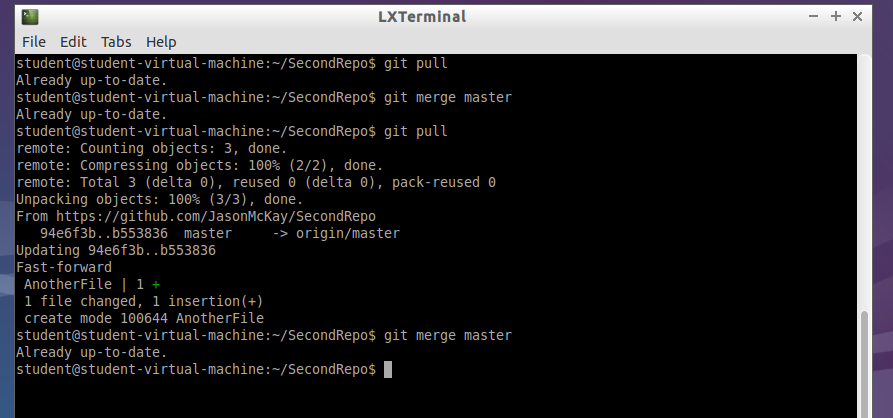 LXTerminal
File Edit Tabs Help
student@student-virtual-machine:~/SecondRepo$ git pull
Already up-to-date.
student@student-virtual-machine:~/SecondRepo$ git merge master
Already up-to-date.
student@student-virtual-machine:~/SecondRepo$ git pull
remote: Counting objects: 3, done.
remote: Compressing objects: 100% (2/2), done.
remote: Total 3 (delta 0), reused 0 (delta 0), pack-reused 0
Unpacking objects: 100% (3/3), done.
From https://github.com/JasonMcKay/SecondRepo
   94e6f3b..b553836  master     -> origin/master
Updating 94e6f3b..b553836
Fast-forward
 AnotherFile | 1 +
 1 file changed, 1 insertion(+)
 create mode 100644 AnotherFile
student@student-virtual-machine:~/SecondRepo$ git merge master
Already up-to-date.
student@student-virtual-machine:~/SecondRepo$